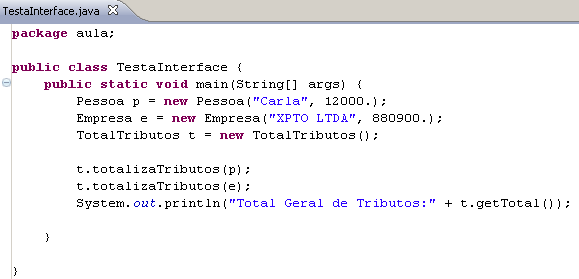 TestaInterface.java
package aula;
public class TestaInterface {
public static void main(String[] args) {
Pessoa p = new Pessoa("Carla", 12000.);
Empresa e = new Empresa("XPTO LTDA", 880900.);
TotalTributos t = new TotalTributos();
t.totalizaTributos(p);
t.totalizaTributos(e);
System.out.println("Total Geral de Tributos:" + t.getTotal());
}
}